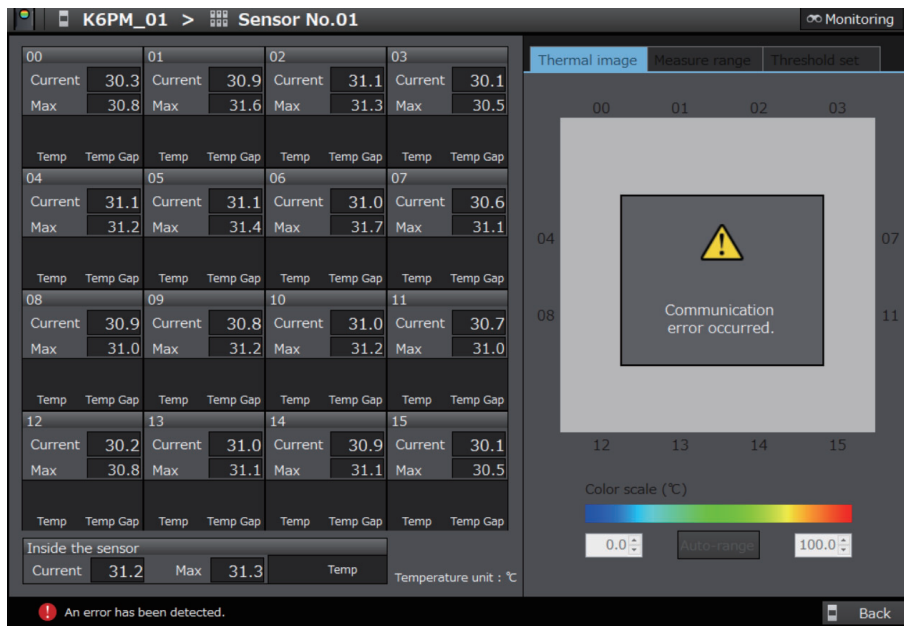 K6PM_01 > Sensor No.01 Monitoring
00 01 02 03
Current 30.3 Current 30.9 Current 31.1 Current 30.1
Max 30.8 Max 31.6 Max 31.3 Max 30.5
Temp Temp Gap Temp Temp Gap Temp Temp Gap Temp Temp Gap
04 05 06 07
Current 31.1 Current 31.1 Current 31.0 Current 30.6
Max 31.2 Max 31.4 Max 31.7 Max 31.1
Temp Temp Gap Temp Temp Gap Temp Temp Gap Temp Temp Gap
08 09 10 11
Current 30.9 Current 30.8 Current 31.0 Current 30.7
Max 31.0 Max 31.2 Max 31.2 Max 31.0
Temp Temp Gap Temp Temp Gap Temp Temp Gap Temp Temp Gap
12 13 14 15
Current 30.2 Current 31.0 Current 30.9 Current 30.1
Max 30.8 Max 31.1 Max 31.1 Max 30.5
Temp Temp Gap Temp Temp Gap Temp Temp Gap Temp Temp Gap
Inside the sensor
Current 31.2 Max 31.3 Temp
Temperature unit : ℃
Thermal image Measure range Threshold set
00 01 02 03
04 07
Communication
error occurred.
08 11
12 13 14 15
Color scale (℃)
0.0 Auto-range 100.0
An error has been detected.
Back